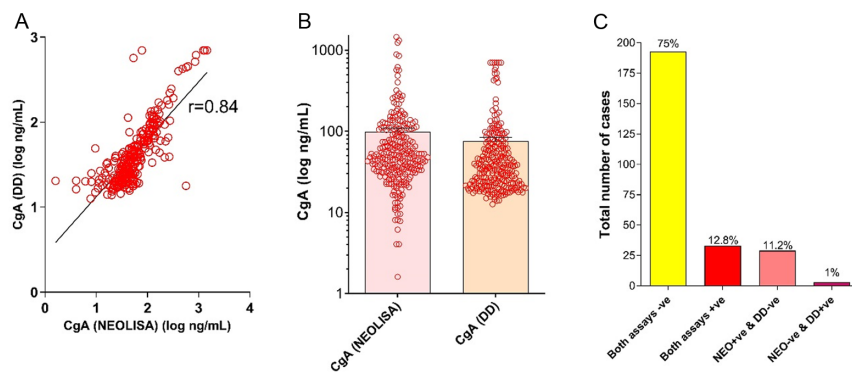 A
3
2
1
0
0
1
2
3
4
CgA (DD) (log ng/mL)
CgA (NEOLISA) (log ng/mL)
r=0.84
B
1000
100
10
1
CgA (log ng/mL)
CgA (NEOLISA)
CgA (DD)
C
200
175
150
125
100
75
50
25
0
Total number of cases
75%
12.8%
11.2%
1%
Both assays -ve
Both assays +ve
NEO+ve & DD-ve
NEO-ve & DD+ve